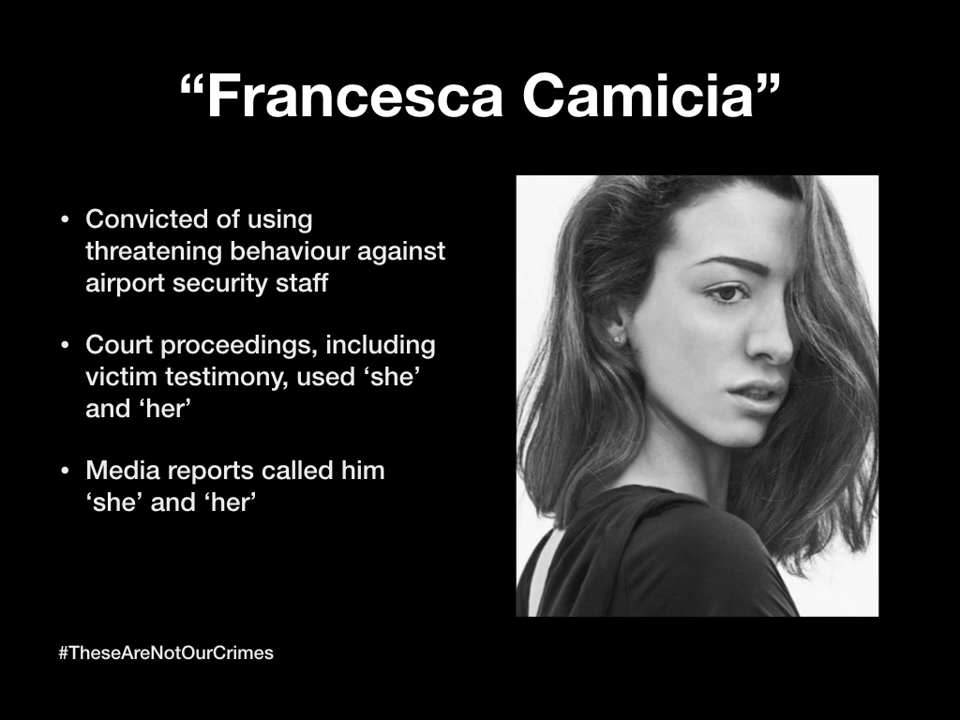 “Francesca Camicia”
• Convicted of using
threatening behaviour against
airport security staff
• Court proceedings, including
victim testimony, used ‘she’
and ‘her’
• Media reports called him
‘she’ and ‘her’
#TheseAreNotOurCrimes